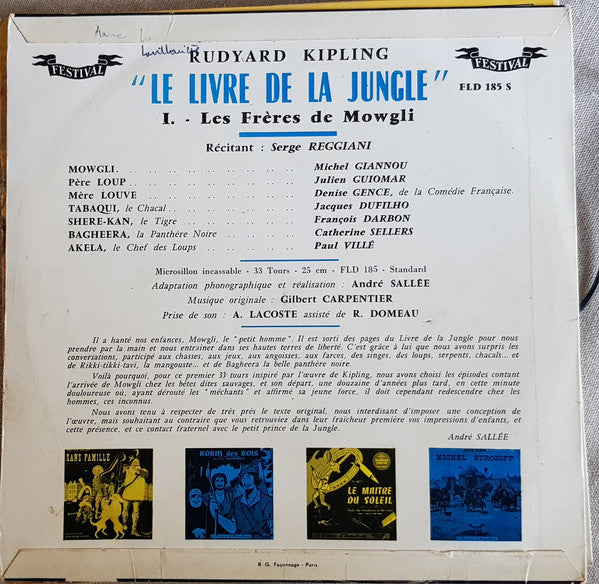 RUDYARD KIPLING
FESTIVAL
FESTIVAL
"LE LIVRE DE LA JUNGLE"
FLD 185 S
I. - Les Frères de Mowgli
Récitant : Serge REGGIANI
MOWGLI. .. .. .. .. .. .. .. .. Michel GIANNOU
Père LOUP .. .. .. .. .. .. .. Julien GUIOMAR
Mère LOUVE .. .. .. .. .. .. .. Denise GENCE, de la Comédie Française.
TABAQUI, le Chacal .. .. .. .. .. Jacques DUFILHO
SHERE-KAN, le Tigre .. .. .. .. .. François DARBON
BAGHEERA, la Panthère Noire .. .. .. .. Catherine SELLERS
AKELA, le Chef des Loups .. .. .. .. .. Paul VILLÉ
Microsillon incassable - 33 Tours - 25 cm - FLD 185 - Standard
Adaptation phonographique et réalisation : André SALLÉE
Musique originale : Gilbert CARPENTIER
Prise de son : A. LACOSTE assisté de R. DOMEAU
Il a hanté nos enfances, Mowgli, le "petit homme". Il est sorti des pages du Livre de la Jungle pour nous
prendre par la main et nous entrainer dans ses hautes terres de liberté. C'est grâce à lui que nous avons surpris les
conversations, participé aux chasses, aux jeux, aux angoisses, aux farces, des singes, des loups, serpents, chacals... et
de Rikki-tikki-tavi, la mangouste... et de Bagheera la belle panthère noire.
Voilà pourquoi, pour ce premier 33-tours inspiré par l'œuvre de Kipling, nous avons choisi les épisodes contant
l'arrivée de Mowgli chez les bêtes dites sauvages, et son départ, une douzaine d'années plus tard, en cette minute
douloureuse où, ayant dérouté les "méchants" et affirmé sa jeune force, il doit cependant redescendre chez les
hommes, ces inconnus.
Nous avons tenu à respecter de très près le texte original, nous interdisant d'imposer une conception de
l'œuvre, mais souhaitant au contraire que vous retrouviez dans leur fraicheur première vos impressions d'enfants, et
cette présence, et ce contact fraternel avec le petit prince de la Jungle.
André SALLÉE
SANS FAMILLE
ROBIN DES BOIS
LE MAITRE
DU SOLEIL
MICHEL STROGOFF
R. G. Façonnage - Paris